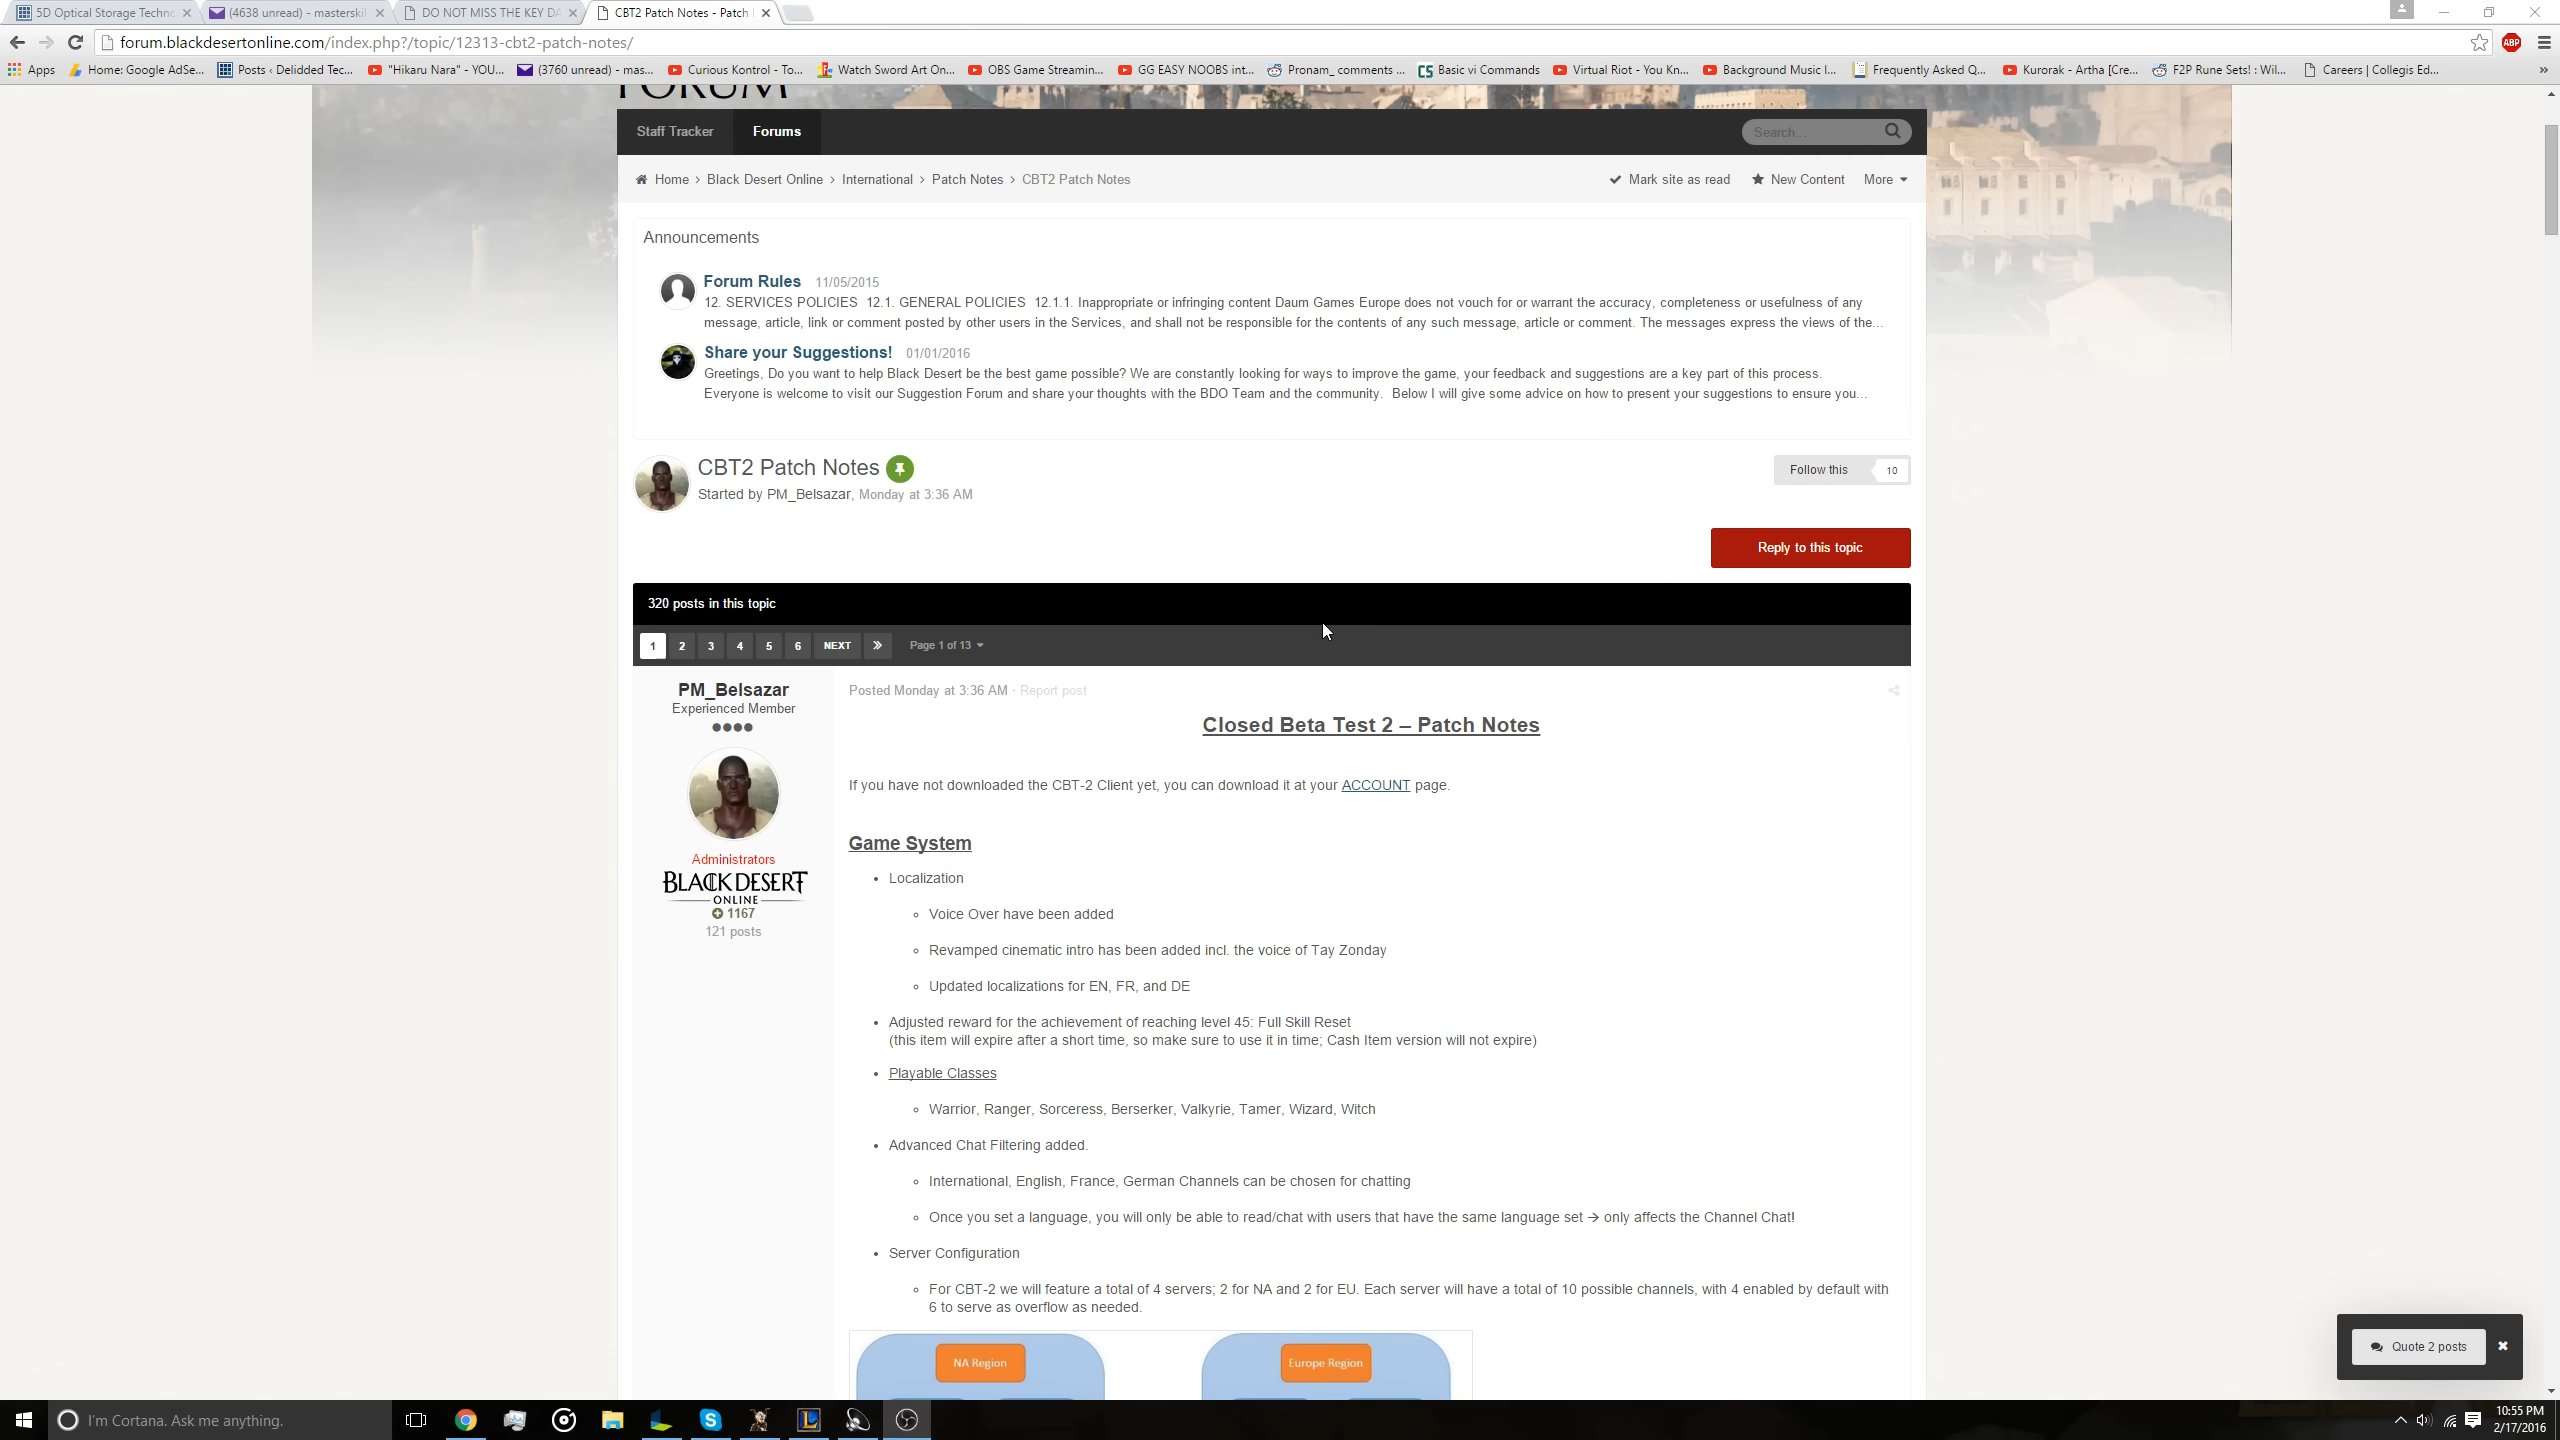 5D Optical Storage Techno
(4638 unread) - masterskil
DO NOT MISS THE KEY DA
CBT2 Patch Notes - Patch
forum.blackdesertonline.com/index.php?/topic/12313-cbt2-patch-notes/
ABP
Apps
Home: Google AdSe...
Posts ‹ Delidded Tec...
"Hikaru Nara" - YOU...
(3760 unread) - mas...
Curious Kontrol - To...
Watch Sword Art On...
OBS Game Streamin...
GG EASY NOOBS int...
Pronam_ comments ...
Basic vi Commands
Virtual Riot - You Kn...
Background Music I...
Frequently Asked Q...
Kurorak - Artha [Cre...
F2P Rune Sets! : Wil...
Careers | Collegis Ed...
»
FORUM
Staff Tracker
Forums
Search...
Home > Black Desert Online > International > Patch Notes > CBT2 Patch Notes
Mark site as read
New Content
More
Announcements
Forum Rules 11/05/2015
12. SERVICES POLICIES 12.1. GENERAL POLICIES 12.1.1. Inappropriate or infringing content Daum Games Europe does not vouch for or warrant the accuracy, completeness or usefulness of any
message, article, link or comment posted by other users in the Services, and shall not be responsible for the contents of any such message, article or comment. The messages express the views of the...
Share your Suggestions! 01/01/2016
Greetings, Do you want to help Black Desert be the best game possible? We are constantly looking for ways to improve the game, your feedback and suggestions are a key part of this process.
Everyone is welcome to visit our Suggestion Forum and share your thoughts with the BDO Team and the community. Below I will give some advice on how to present your suggestions to ensure you...
CBT2 Patch Notes
Started by PM_Belsazar, Monday at 3:36 AM
Follow this 10
Reply to this topic
320 posts in this topic
1 2 3 4 5 6 NEXT » Page 1 of 13
PM_Belsazar
Experienced Member
Administrators
BLACK DESERT
ONLINE
1167
121 posts
Posted Monday at 3:36 AM · Report post
Closed Beta Test 2 – Patch Notes
If you have not downloaded the CBT-2 Client yet, you can download it at your ACCOUNT page.
Game System
• Localization
◦ Voice Over have been added
◦ Revamped cinematic intro has been added incl. the voice of Tay Zonday
◦ Updated localizations for EN, FR, and DE
• Adjusted reward for the achievement of reaching level 45: Full Skill Reset
(this item will expire after a short time, so make sure to use it in time; Cash Item version will not expire)
• Playable Classes
◦ Warrior, Ranger, Sorceress, Berserker, Valkyrie, Tamer, Wizard, Witch
• Advanced Chat Filtering added.
◦ International, English, France, German Channels can be chosen for chatting
◦ Once you set a language, you will only be able to read/chat with users that have the same language set → only affects the Channel Chat!
• Server Configuration
◦ For CBT-2 we will feature a total of 4 servers; 2 for NA and 2 for EU. Each server will have a total of 10 possible channels, with 4 enabled by default with
6 to serve as overflow as needed.
NA Region
Europe Region
Quote 2 posts
I'm Cortana. Ask me anything.
10:55 PM
2/17/2016